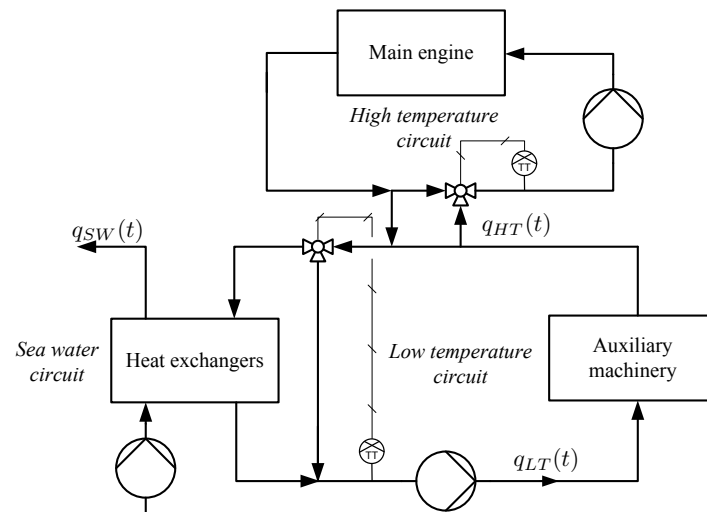 Main engine
High temperature
circuit
TT
q_{HT}(t)
q_{SW}(t)
Sea water
circuit
Heat exchangers
Low temperature
circuit
Auxiliary
machinery
TT
q_{LT}(t)